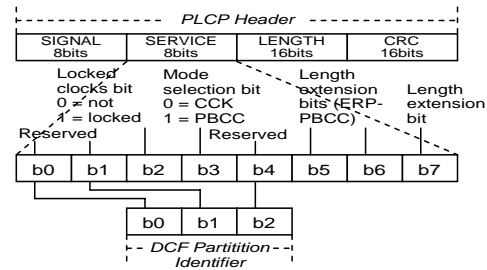 PLCP Header
SIGNAL 8bits
SERVICE 8bits
LENGTH 16bits
CRC 16bits
Locked clocks bit
0 = not
1 = locked
Mode selection bit
0 = CCK
1 = PBCC
Length extension bits (ERP-PBCC)
Length extension bit
Reserved
Reserved
b0 b1 b2 b3 b4 b5 b6 b7
b0 b1 b2
DCF Partitition Identifier